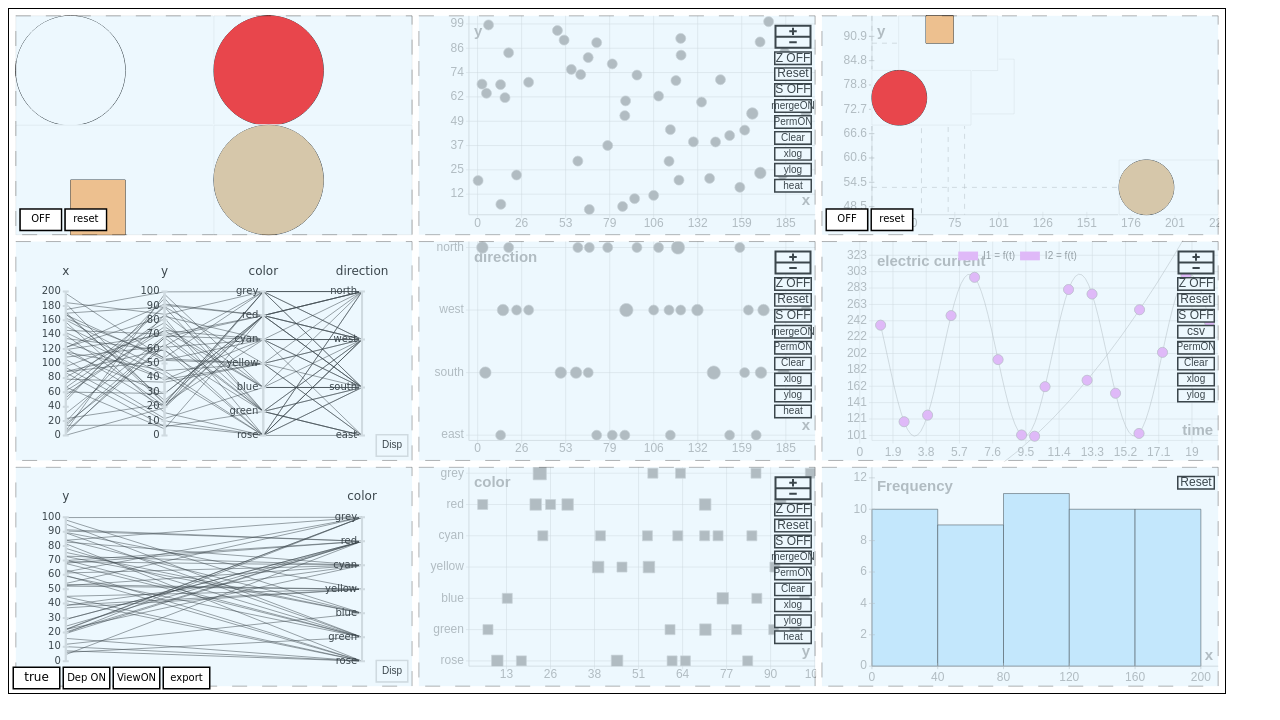 OFF
reset
y
99
86
74
62
49
37
25
12
0
26
53
79
106
132
159
185
x
+
−
Z OFF
Reset
S OFF
mergeON
PermON
Clear
xlog
ylog
heat
y
90.9
84.8
78.8
72.7
66.6
60.6
54.5
48.5
75
101
126
151
176
201
OFF
reset
x
y
color
direction
200
180
160
140
120
100
80
60
40
20
0
100
90
80
70
60
50
40
30
20
10
0
grey
red
cyan
yellow
blue
green
rose
north
west
south
east
Disp
direction
north
west
south
east
0
26
53
79
106
132
159
185
x
+
−
Z OFF
Reset
S OFF
mergeON
PermON
Clear
xlog
ylog
heat
electric current
I1 = f(t)
I2 = f(t)
323
303
283
263
242
222
202
182
162
141
121
101
0
1.9
3.8
5.7
7.6
9.5
11.4
13.3
15.2
17.1
19
time
+
−
Z OFF
Reset
S OFF
csv
PermON
Clear
xlog
ylog
y
color
100
90
80
70
60
50
40
30
20
10
0
grey
red
cyan
yellow
blue
green
rose
Disp
true
Dep ON
ViewON
export
color
grey
red
cyan
yellow
blue
green
rose
13
26
38
51
64
77
90
y
+
−
Z OFF
Reset
S OFF
mergeON
PermON
Clear
xlog
ylog
heat
Frequency
Reset
12
10
8
6
4
2
0
0
40
80
120
160
200
x